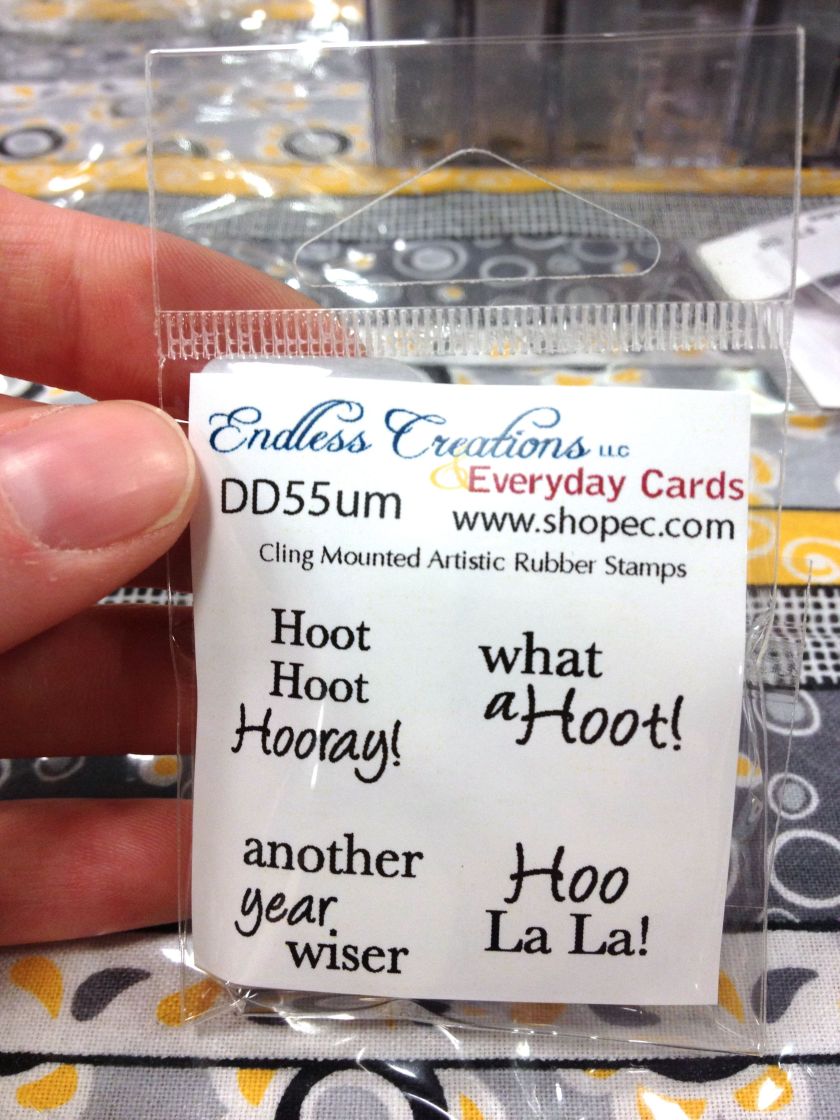 Endless Creations LLC
& Everyday Cards
DD55um
www.shopec.com
Cling Mounted Artistic Rubber Stamps
Hoot
Hoot
Hooray!
what
a Hoot!
another
year
wiser
Hoo
La La!